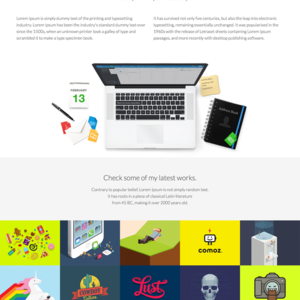 Lorem Ipsum is simply dummy text of the printing and typesetting
industry. Lorem Ipsum has been the industry's standard dummy text ever
since the 1500s, when an unknown printer took a galley of type and
scrambled it to make a type specimen book.
It has survived not only five centuries, but also the leap into electronic
typesetting, remaining essentially unchanged. It was popularised in the
1960s with the release of Letraset sheets containing Lorem Ipsum
passages, and more recently with desktop publishing software.
FEBRUARY
13
Address Book
Check some of my latest works.
Contrary to popular belief, Lorem Ipsum is not simply random text.
It has roots in a piece of classical Latin literature
from 45 BC, making it over 2000 years old.
comoz
Lust